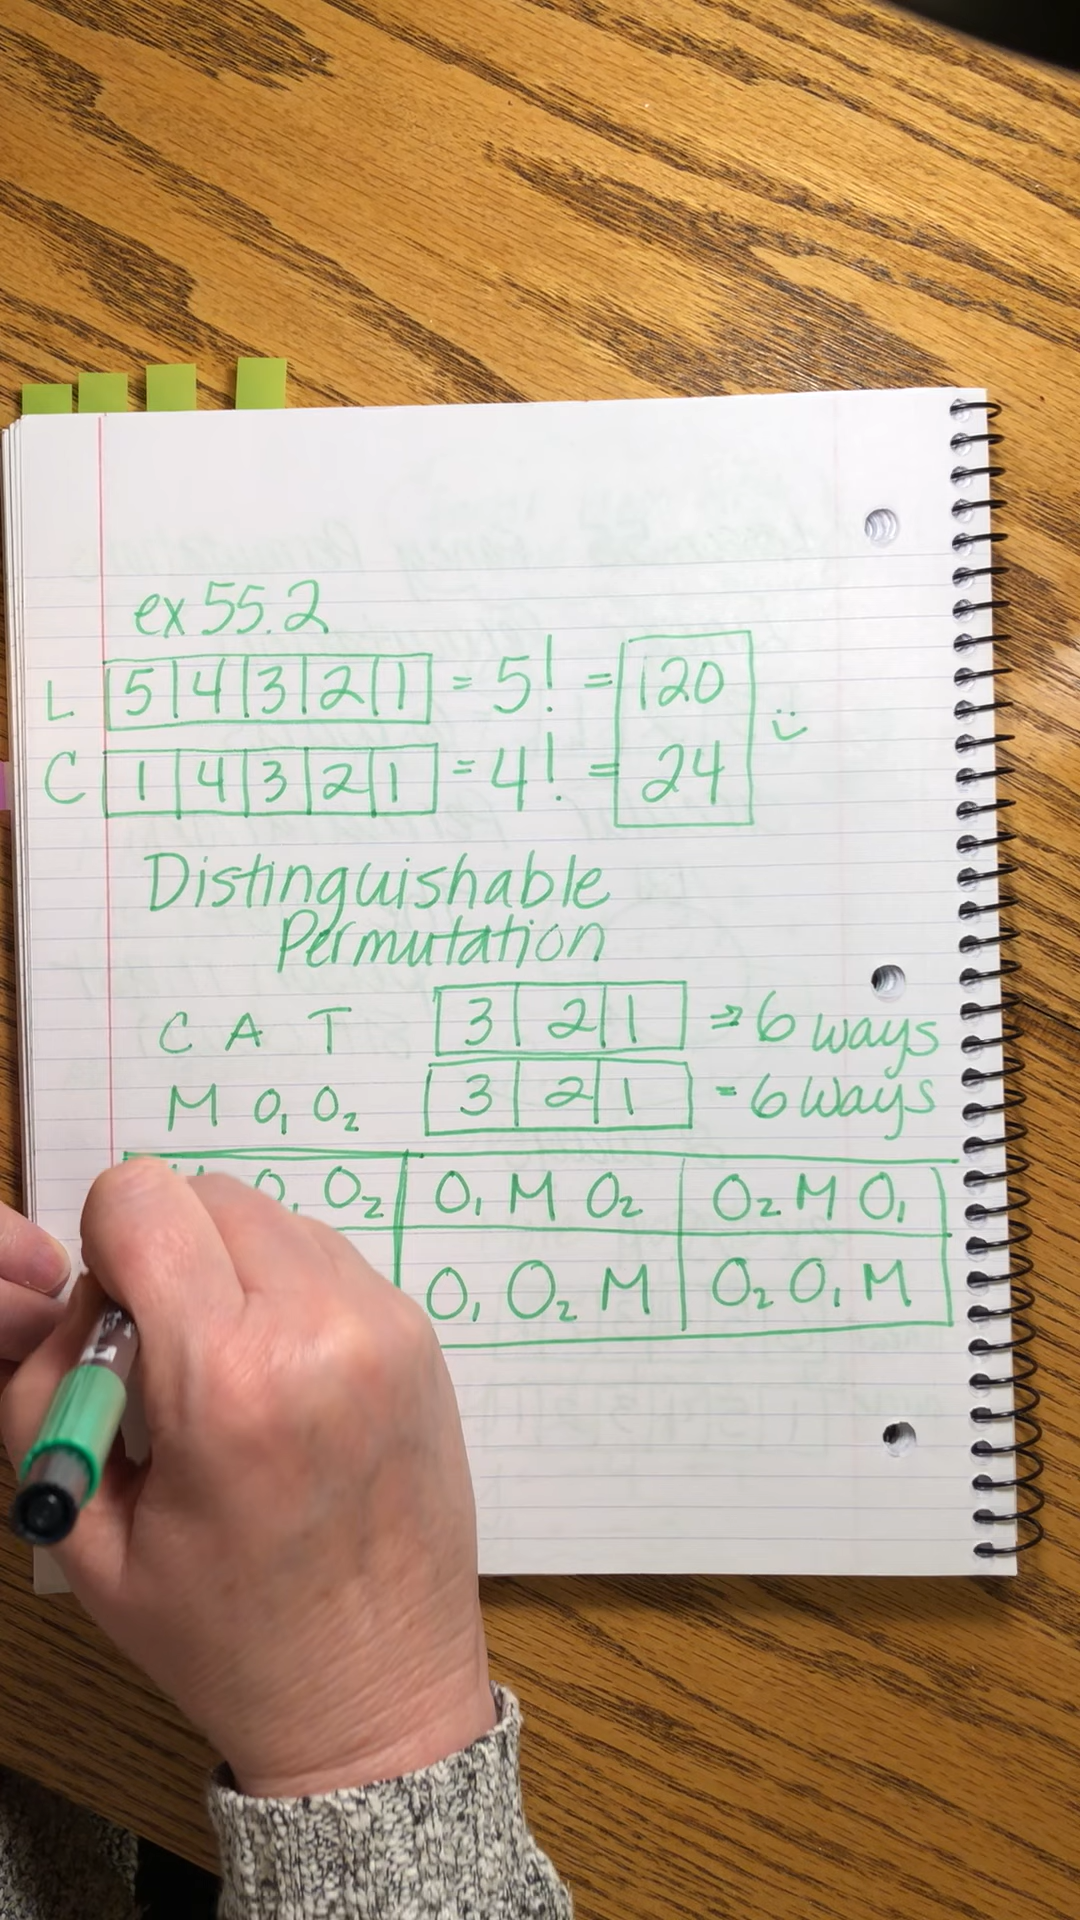 ex 55.2
L 5 4 3 2 1 = 5! = 120
C 1 4 3 2 1 = 4! = 24
Distinguishable
Permutation
C A T 3 2 1 ⇒ 6 ways
M O₁ O₂ 3 2 1 = 6 ways
O₁ O₂ O₁ M O₂ O₂ M O₁
O₁ O₂ M O₂ O₁ M